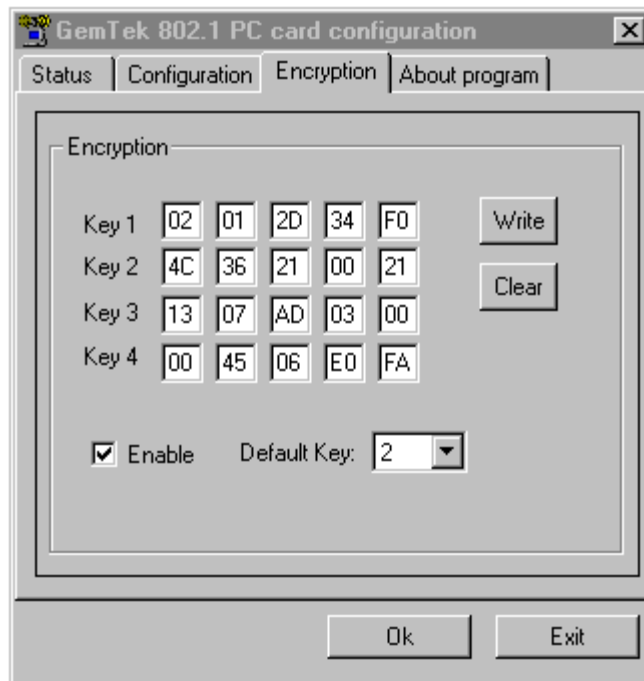 GemTek 802.1 PC card configuration
Status Configuration Encryption About program
Encryption
Key 1 02 01 2D 34 F0 Write
Key 2 4C 36 21 00 21
Clear
Key 3 13 07 AD 03 00
Key 4 00 45 06 E0 FA
Enable Default Key: 2
Ok Exit